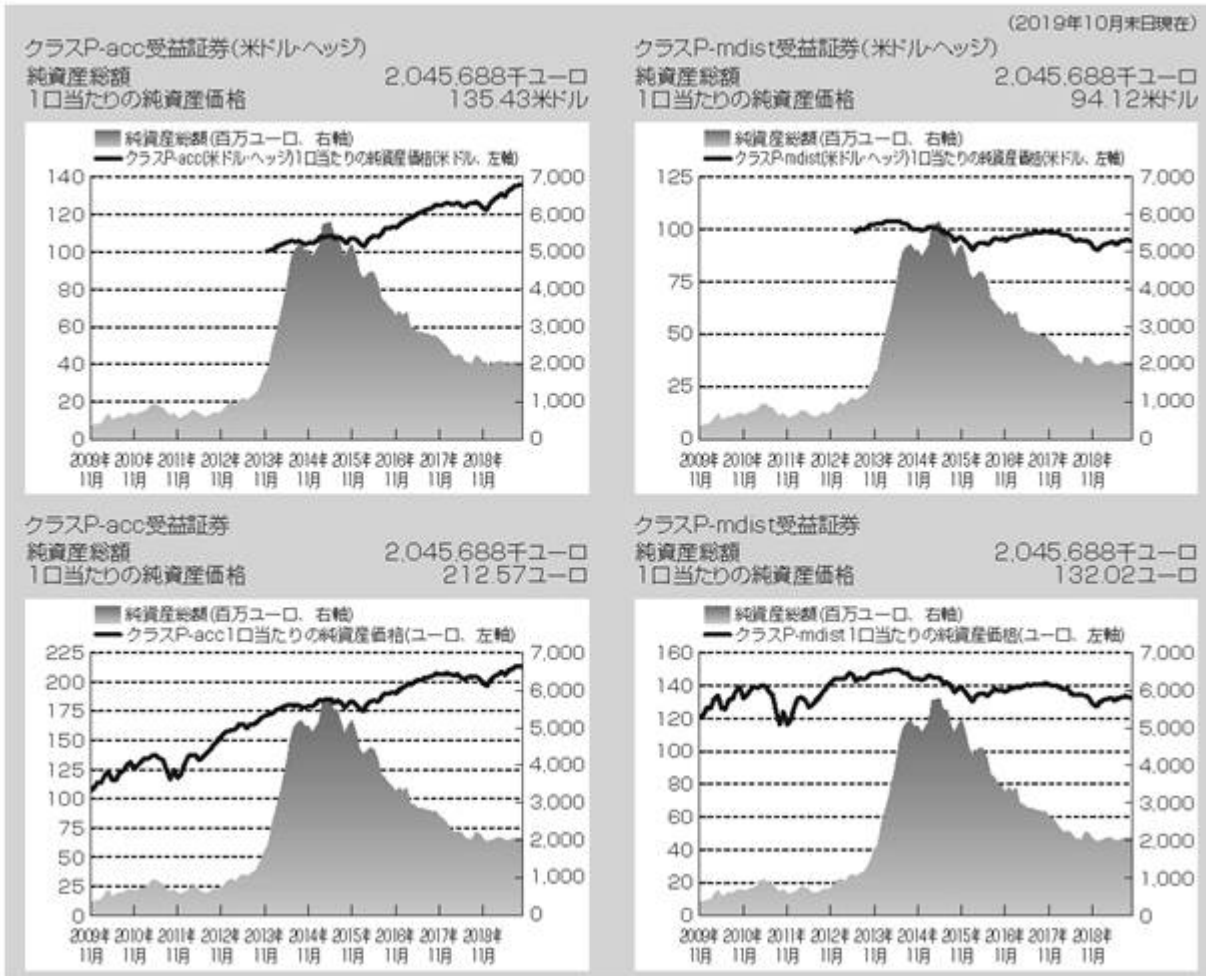 (2019年10月末日現在)
クラスP-acc受益証券(米ドル・ヘッジ)
純資産総額 2,045,688千ユーロ
1口当たりの純資産価格 135.43米ドル
純資産総額(百万ユーロ、右軸)
クラスP-acc(米ドル・ヘッジ)1口当たりの純資産価格(米ドル、左軸)
140 7,000
120 6,000
100 5,000
80 4,000
60 3,000
40 2,000
20 1,000
0 0
2009年 2010年 2011年 2012年 2013年 2014年 2015年 2016年 2017年 2018年
11月 11月 11月 11月 11月 11月 11月 11月 11月 11月
クラスP-mdist受益証券(米ドル・ヘッジ)
純資産総額 2,045,688千ユーロ
1口当たりの純資産価格 94.12米ドル
純資産総額(百万ユーロ、右軸)
クラスP-mdist(米ドル・ヘッジ)1口当たりの純資産価格(米ドル、左軸)
125 7,000
6,000
100 5,000
75 4,000
50 3,000
2,000
25 1,000
0 0
2009年 2010年 2011年 2012年 2013年 2014年 2015年 2016年 2017年 2018年
11月 11月 11月 11月 11月 11月 11月 11月 11月 11月
クラスP-acc受益証券
純資産総額 2,045,688千ユーロ
1口当たりの純資産価格 212.57ユーロ
純資産総額(百万ユーロ、右軸)
クラスP-acc1口当たりの純資産価格(ユーロ、左軸)
225 7,000
200 6,000
175 5,000
150
125 4,000
100 3,000
75 2,000
50
25 1,000
0 0
2009年 2010年 2011年 2012年 2013年 2014年 2015年 2016年 2017年 2018年
11月 11月 11月 11月 11月 11月 11月 11月 11月 11月
クラスP-mdist受益証券
純資産総額 2,045,688千ユーロ
1口当たりの純資産価格 132.02ユーロ
純資産総額(百万ユーロ、右軸)
クラスP-mdist1口当たりの純資産価格(ユーロ、左軸)
160 7,000
140 6,000
120 5,000
100 4,000
80
60 3,000
40 2,000
20 1,000
0 0
2009年 2010年 2011年 2012年 2013年 2014年 2015年 2016年 2017年 2018年
11月 11月 11月 11月 11月 11月 11月 11月 11月 11月